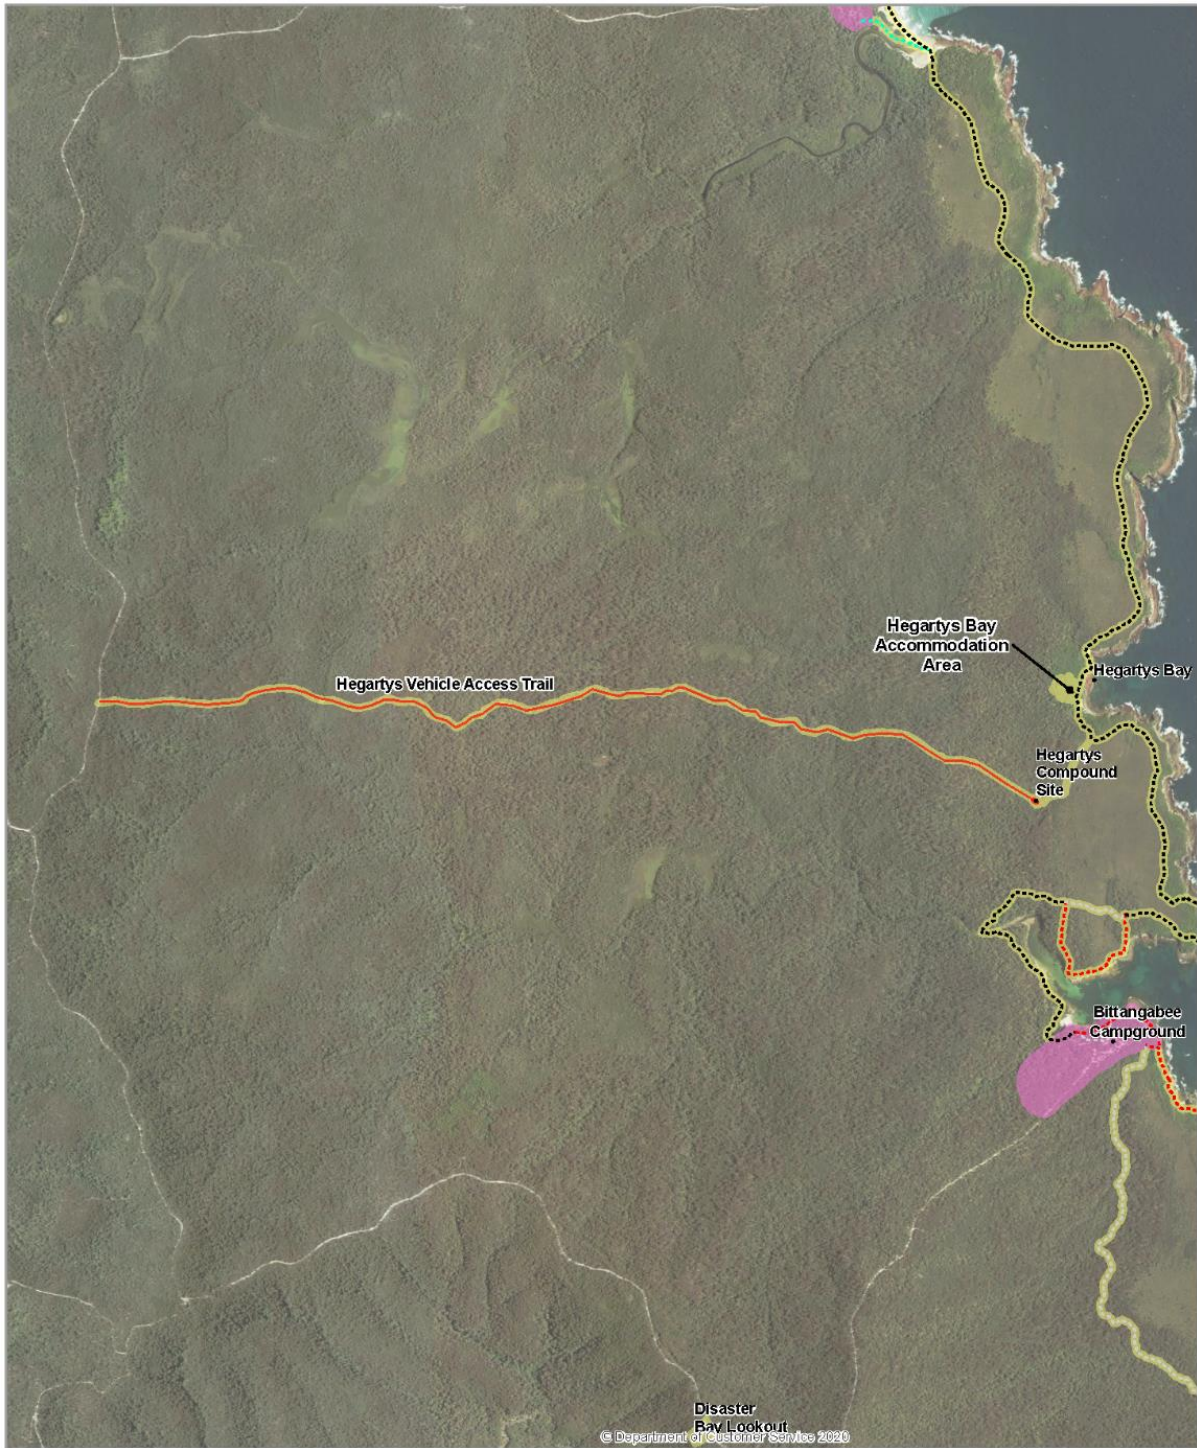 Hegartys Bay
Accommodation
Area
Hegartys Bay
Hegartys Vehicle Access Trail
Hegartys
Compound
Site
Bittangabee
Campground
Disaster
Bay Lookout
© Department of Customer Service 2020